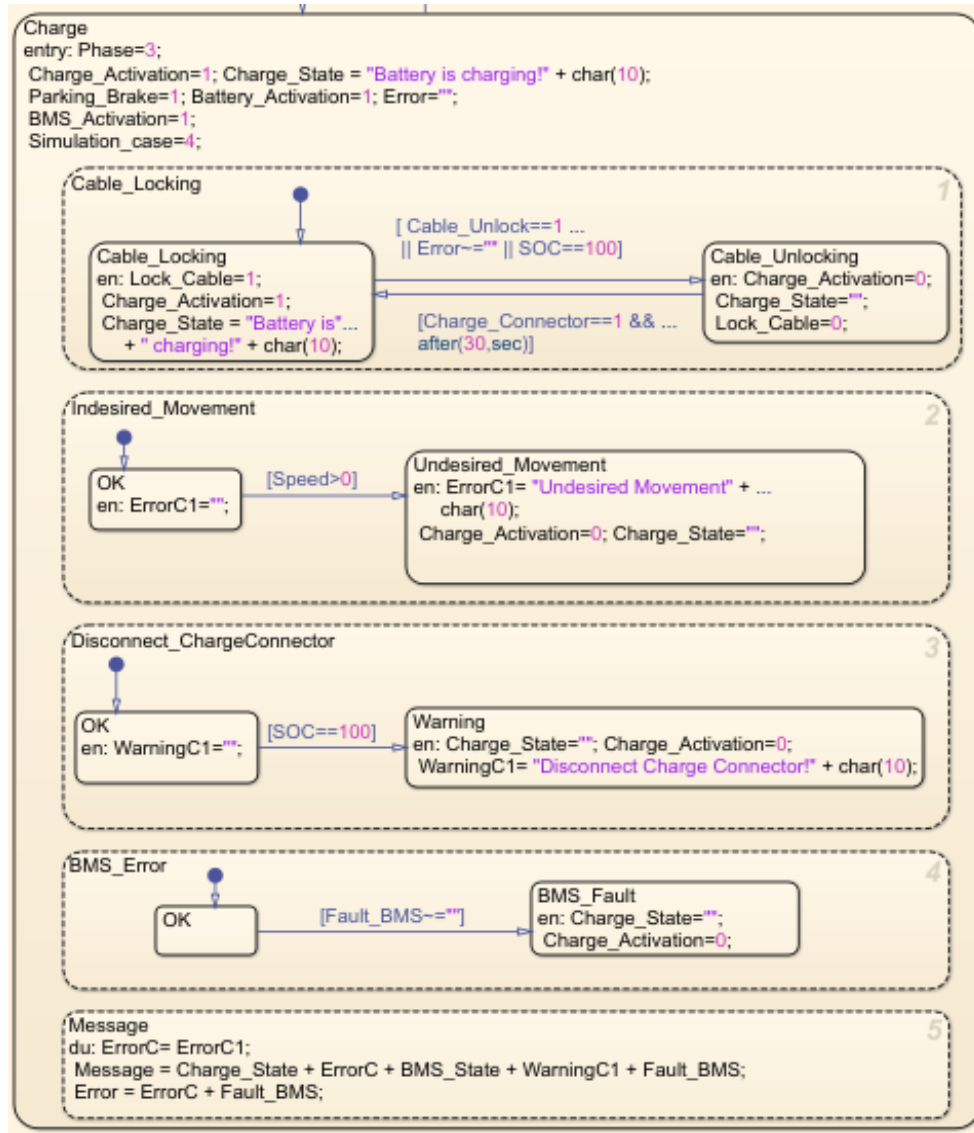 Charge
entry: Phase=3;
Charge_Activation=1; Charge_State = "Battery is charging!" + char(10);
Parking_Brake=1; Battery_Activation=1; Error="";
BMS_Activation=1;
Simulation_case=4;
Cable_Locking
1
[ Cable_Unlock==1 ...
|| Error~="" || SOC==100]
Cable_Locking
en: Lock_Cable=1;
Charge_Activation=1;
Charge_State = "Battery is"...
+ " charging!" + char(10);
Cable_Unlocking
en: Charge_Activation=0;
Charge_State="";
Lock_Cable=0;
[Charge_Connector==1 && ...
after(30,sec)]
Indesired_Movement
2
OK
en: ErrorC1="";
[Speed>0]
Undesired_Movement
en: ErrorC1= "Undesired Movement" + ...
char(10);
Charge_Activation=0; Charge_State="";
Disconnect_ChargeConnector
3
OK
en: WarningC1="";
[SOC==100]
Warning
en: Charge_State=""; Charge_Activation=0;
WarningC1= "Disconnect Charge Connector!" + char(10);
BMS_Error
4
OK
[Fault_BMS~=""]
BMS_Fault
en: Charge_State="";
Charge_Activation=0;
Message
5
du: ErrorC= ErrorC1;
Message = Charge_State + ErrorC + BMS_State + WarningC1 + Fault_BMS;
Error = ErrorC + Fault_BMS;